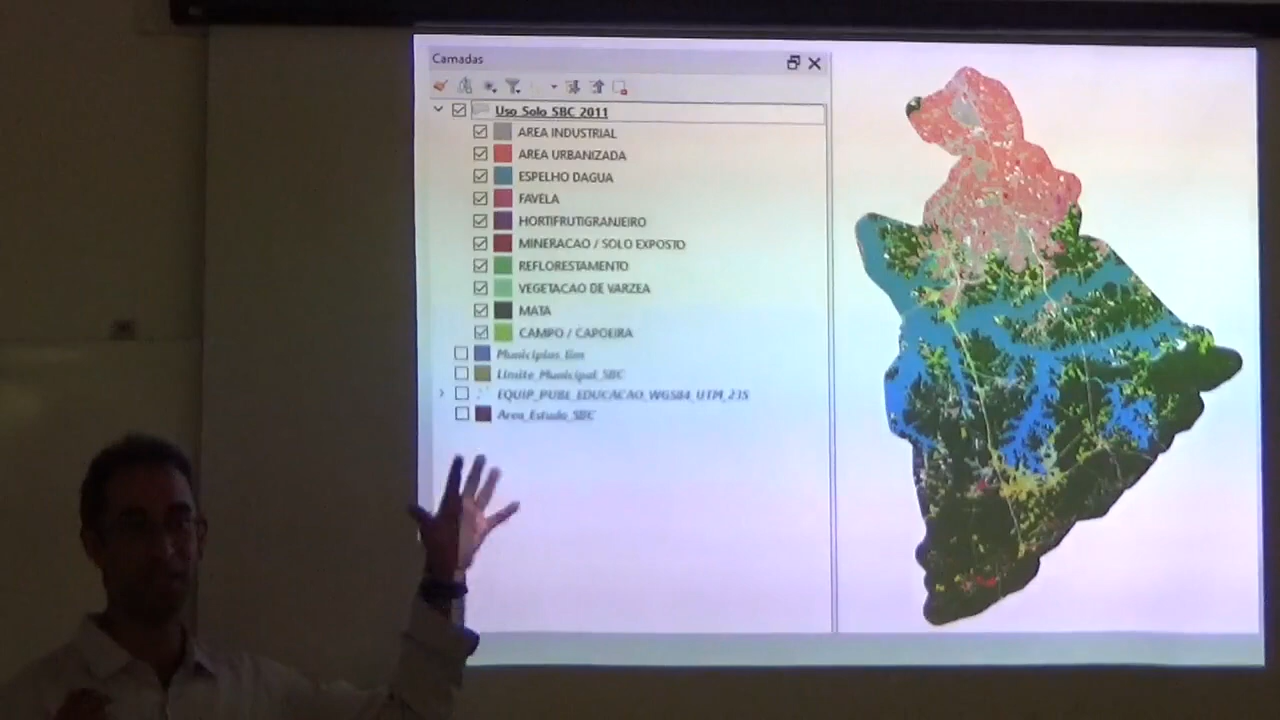 Camadas
Uso Solo SBC 2011
AREA INDUSTRIAL
AREA URBANIZADA
ESPELHO DAGUA
FAVELA
HORTIFRUTIGRANJEIRO
MINERACAO / SOLO EXPOSTO
REFLORESTAMENTO
VEGETACAO DE VARZEA
MATA
CAMPO / CAPOEIRA
Municipios_lim
Limite_Municipal_SBC
EQUIP_PUBL_EDUCACAO_WGS84_UTM_23S
Area_Estudo_SBC